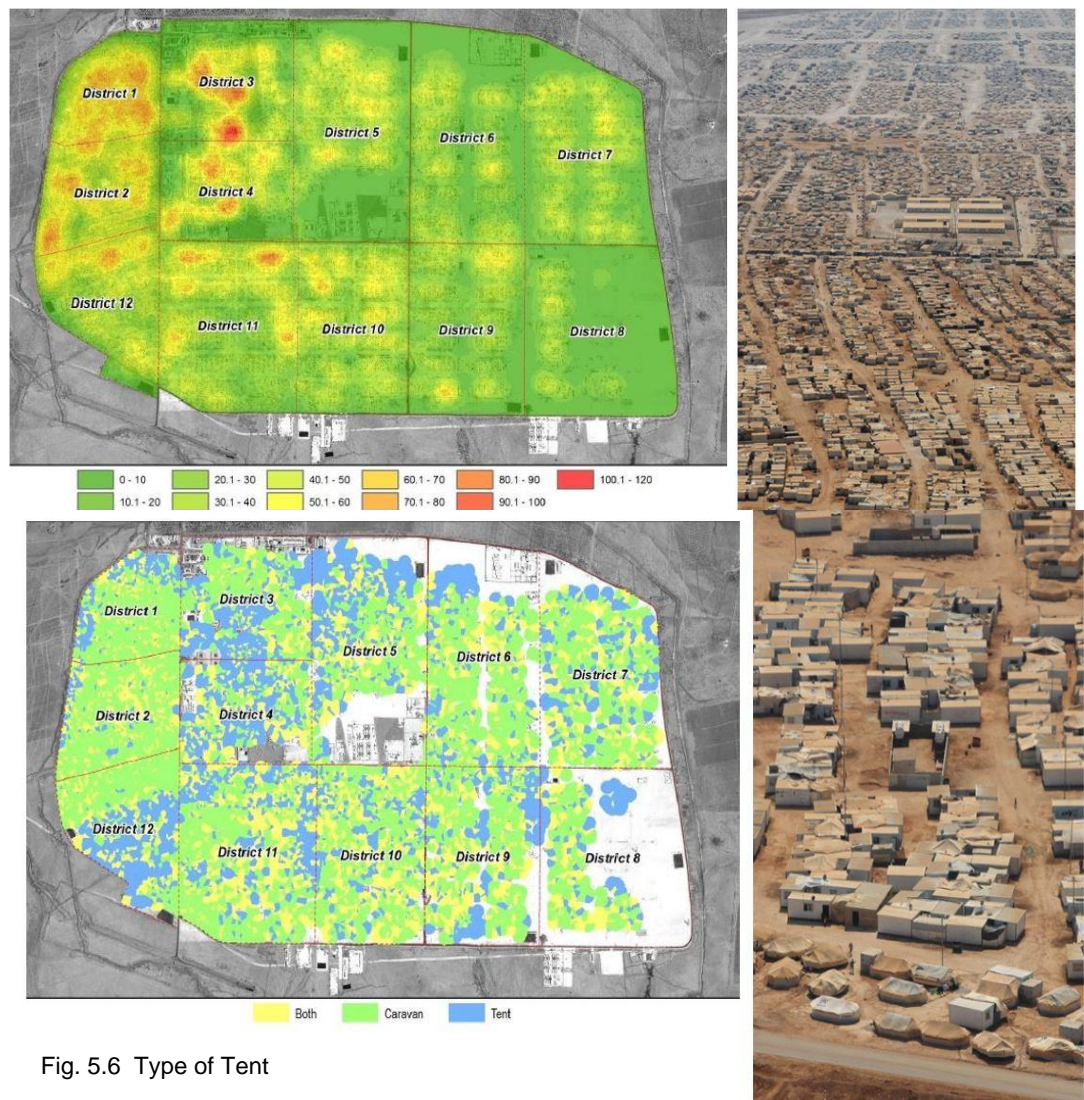 District 1
District 3
District 5
District 6
District 7
District 2
District 4
District 12
District 11
District 10
District 9
District 8
0 - 10
20.1 - 30
40.1 - 50
60.1 - 70
80.1 - 90
100.1 - 120
10.1 - 20
30.1 - 40
50.1 - 60
70.1 - 80
90.1 - 100
District 1
District 3
District 5
District 6
District 7
District 2
District 4
District 12
District 11
District 10
District 9
District 8
Both
Caravan
Tent
Fig. 5.6 Type of Tent